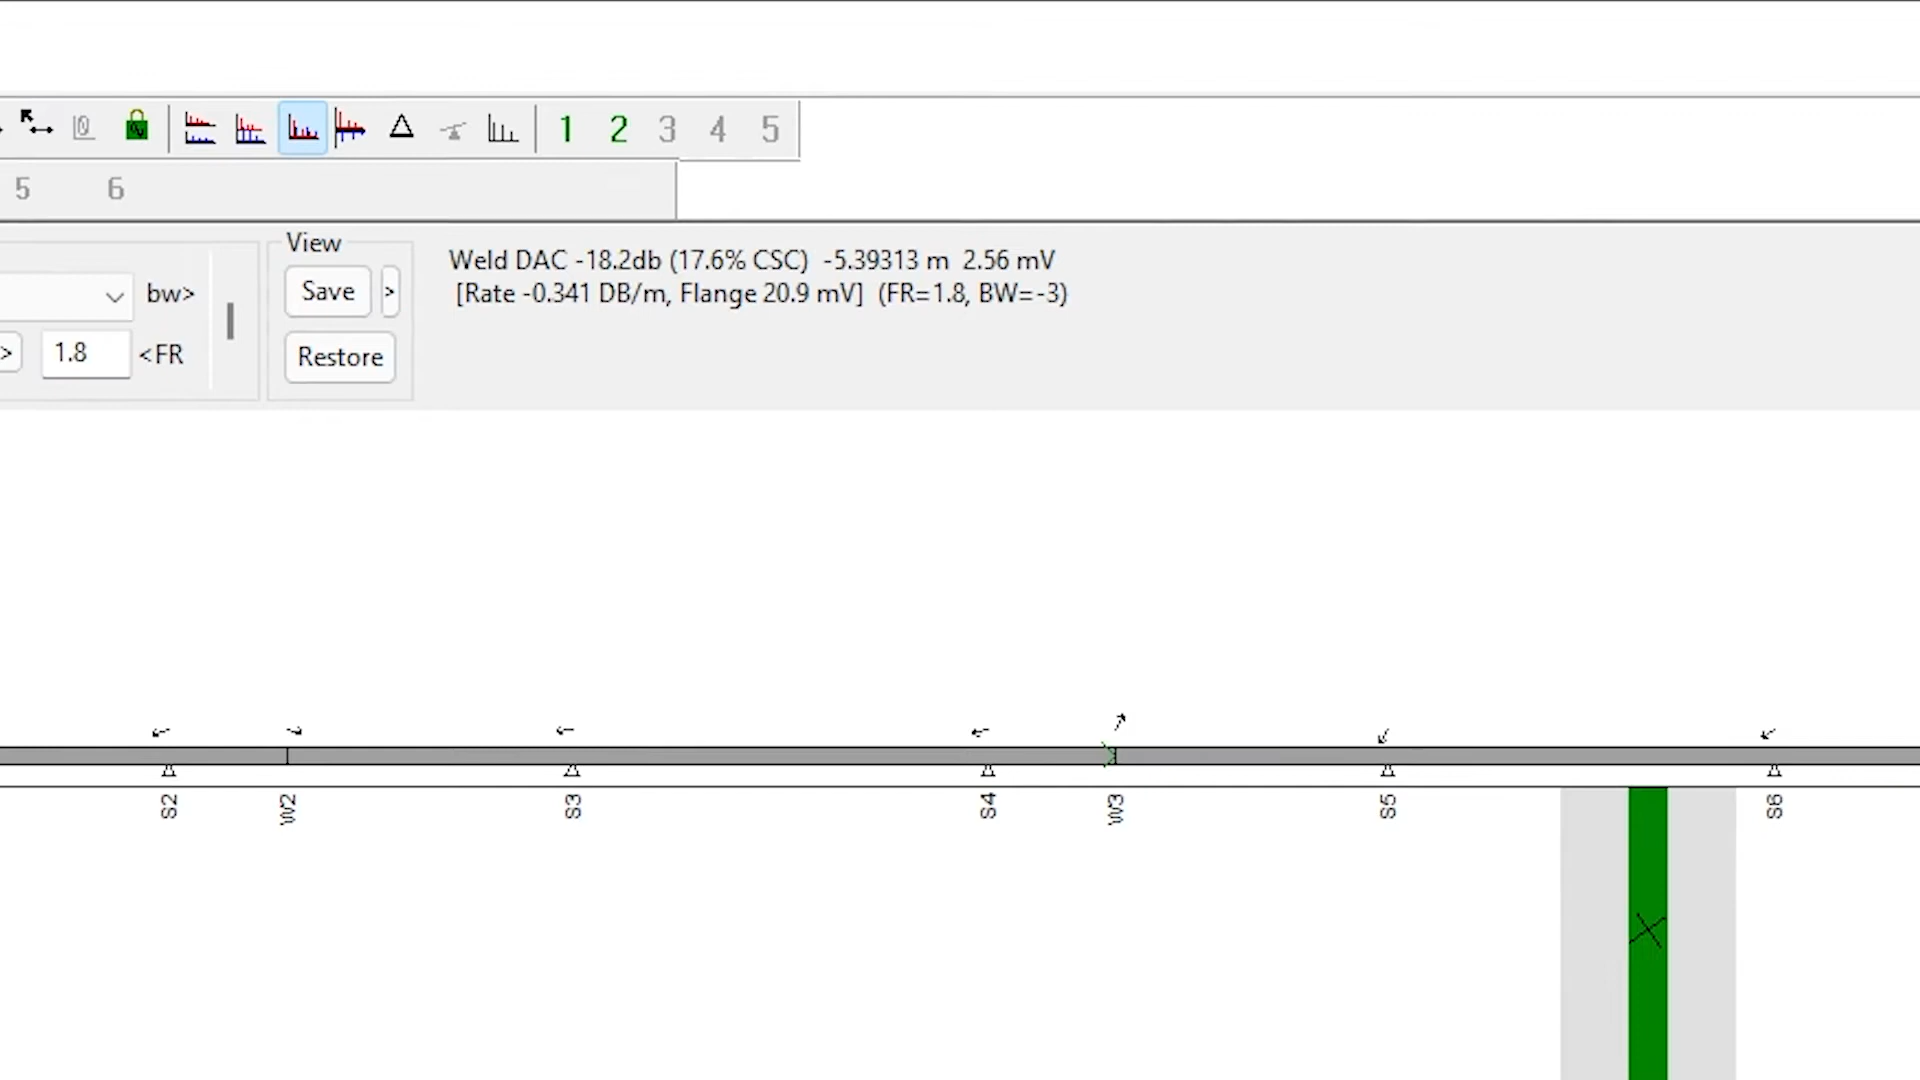 1 2 3 4 5
5 6
View
Weld DAC -18.2db (17.6% CSC) -5.39313 m 2.56 mV
bw> Save >
[Rate -0.341 DB/m, Flange 20.9 mV] (FR=1.8, BW=-3)
> 1.8 <FR Restore
S2 W2 S3 S4 W3 S5 S6